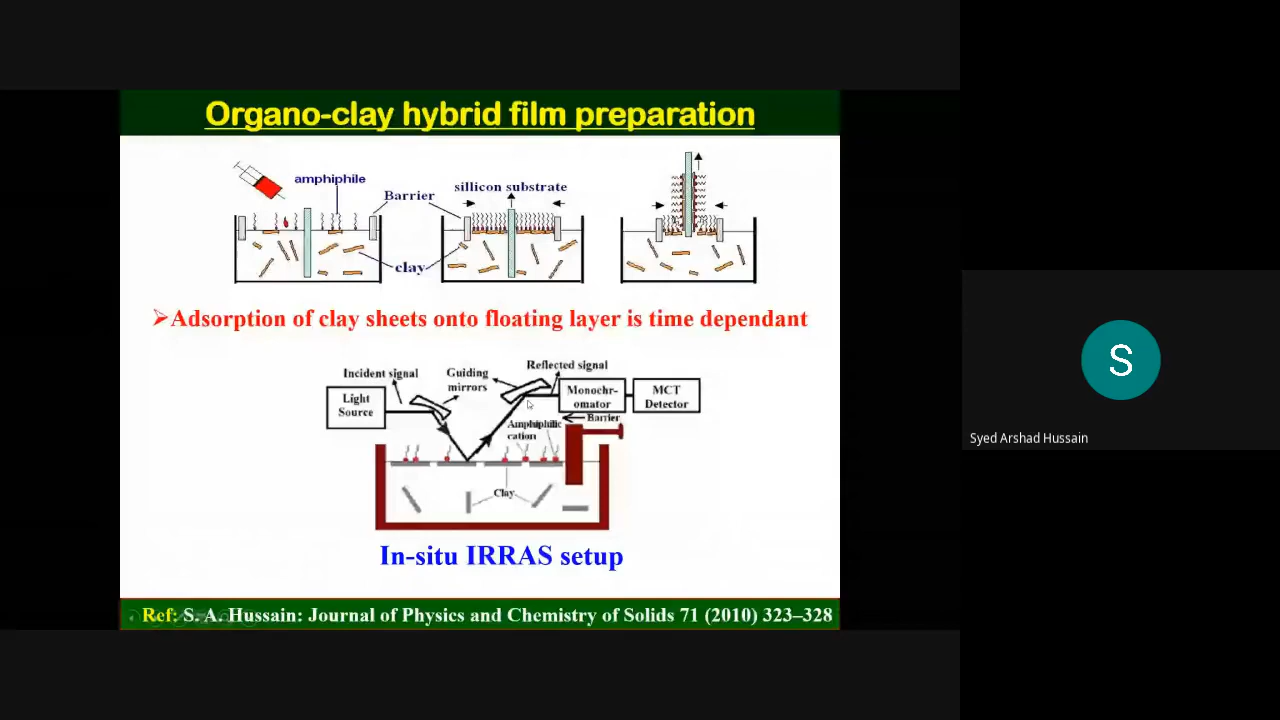 Organo-clay hybrid film preparation
amphiphile
Barrier
sillicon substrate
clay
➢Adsorption of clay sheets onto floating layer is time dependant
Incident signal
Guiding
mirrors
Reflected signal
Light
Source
Monochr-
omator
MCT
Detector
Barrier
Amphiphilic
cation
Clay
In-situ IRRAS setup
Ref: S. A. Hussain: Journal of Physics and Chemistry of Solids 71 (2010) 323–328
S
Syed Arshad Hussain